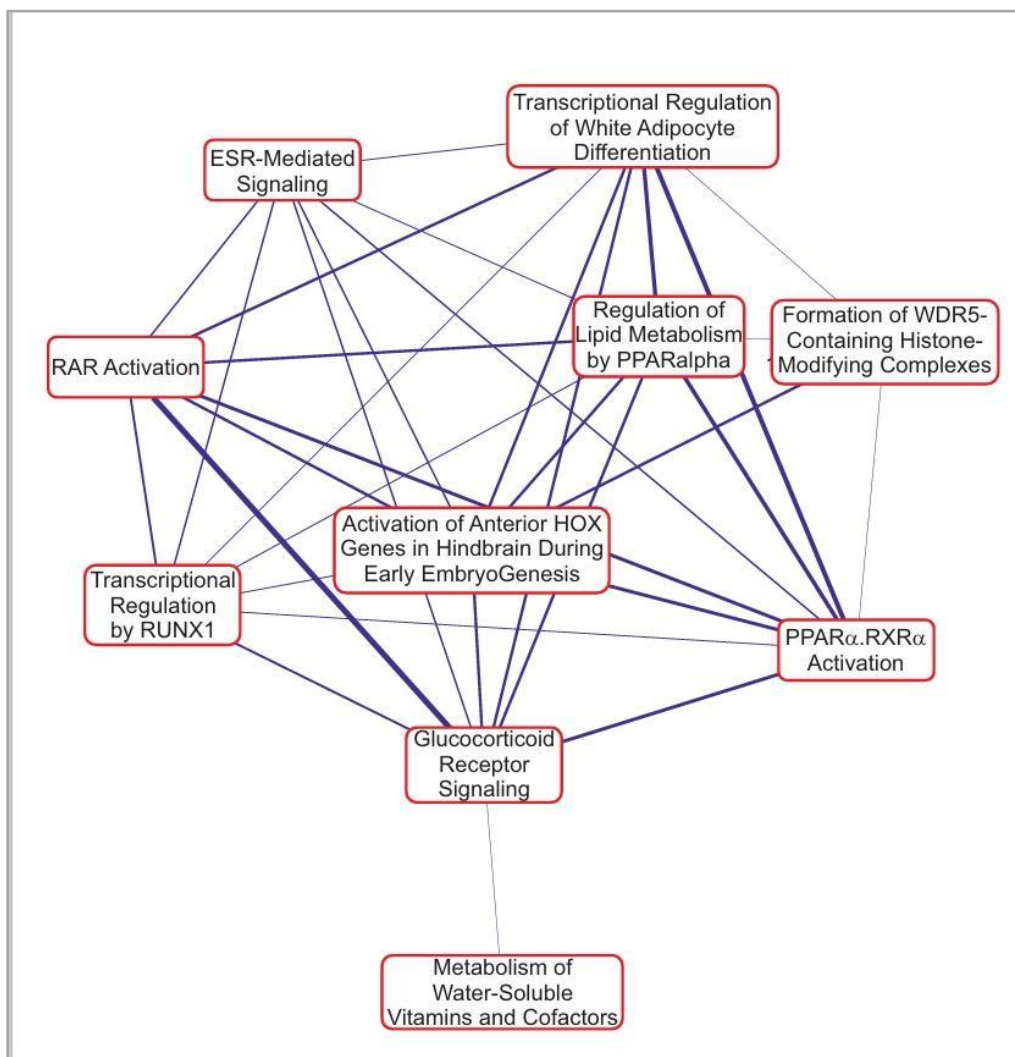 Transcriptional Regulation
of White Adipocyte
Differentiation
ESR-Mediated
Signaling
Regulation of
Lipid Metabolism
by PPARalpha
Formation of WDR5-
Containing Histone-
Modifying Complexes
RAR Activation
Activation of Anterior HOX
Genes in Hindbrain During
Early EmbryoGenesis
Transcriptional
Regulation
by RUNX1
PPARα.RXRα
Activation
Glucocorticoid
Receptor
Signaling
Metabolism of
Water-Soluble
Vitamins and Cofactors